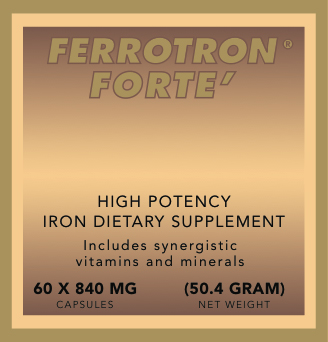 FERROTRON®
FORTE’
HIGH POTENCY
IRON DIETARY SUPPLEMENT
Includes synergistic
vitamins and minerals
60 X 840 MG (50.4 GRAM)
CAPSULES NET WEIGHT